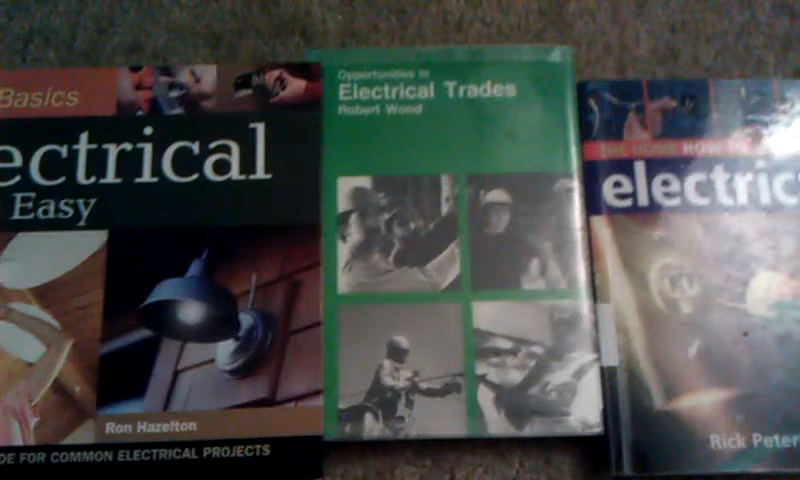 Basics
ectrical
Easy
Ron Hazelton
DE FOR COMMON ELECTRICAL PROJECTS
Opportunities in
Electrical Trades
Robert Wood
HOME HOW TO
electric
Rick Peter